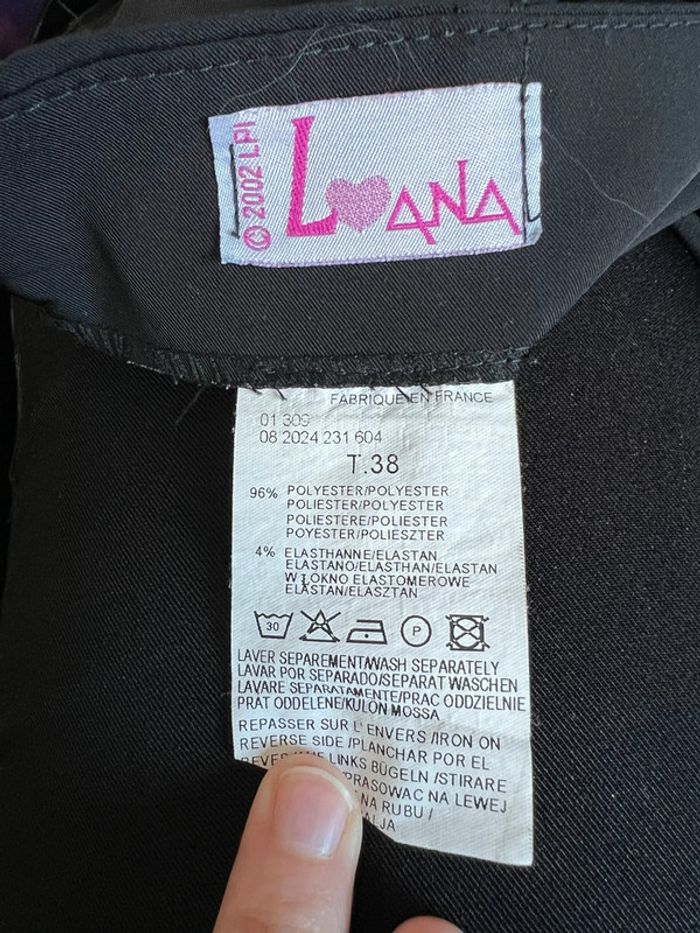 © 2002 LPI
LOANA
FABRIQUE EN FRANCE
01 309
08 2024 231 604
T.38
96% POLYESTER/POLYESTER
POLIESTER/POLYESTER
POLIESTERE/POLIESTER
POYESTER/POLIESZTER
4% ELASTHANNE/ELASTAN
ELASTANO/ELASTHAN/ELASTAN
WŁOKNO ELASTOMEROWE
ELASTAN/ELASZTAN
30
P
LAVER SEPAREMENT/WASH SEPARATELY
LAVAR POR SEPARADO/SEPARAT WASCHEN
LAVARE SEPARATAMENTE/PRAC ODDZIELNIE
PRAT ODDELENE/KULON MOSSA
REPASSER SUR L'ENVERS /IRON ON
REVERSE SIDE /PLANCHAR POR EL
LINKS BÜGELN /STIRARE
PRASOWAC NA LEWEJ
NA RUBU /